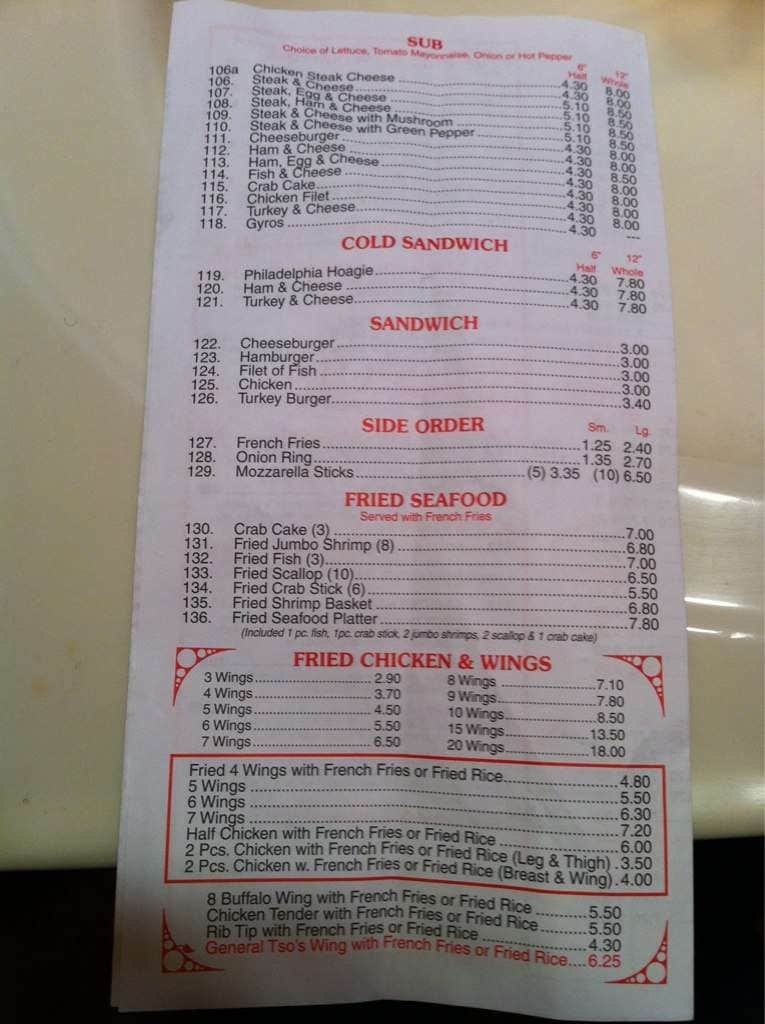 SUB
Choice of Lettuce, Tomato Mayonnaise, Onion or Hot Pepper
6" 12"
Half Whole
106a Chicken Steak Cheese 4.30 8.00
106. Steak & Cheese 4.30 8.00
107. Steak, Egg & Cheese 5.10 8.50
108. Steak, Ham & Cheese 5.10 8.50
109. Steak & Cheese with Mushroom 5.10 8.50
110. Steak & Cheese with Green Pepper 5.10 8.50
111. Cheeseburger 4.30 8.00
112. Ham & Cheese 4.30 8.00
113. Ham, Egg & Cheese 4.30 8.50
114. Fish & Cheese 4.30 8.00
115. Crab Cake 4.30 8.00
116. Chicken Filet 4.30 8.00
117. Turkey & Cheese 4.30 8.00
118. Gyros 4.30 ---
COLD SANDWICH
6" 12"
Half Whole
119. Philadelphia Hoagie 4.30 7.80
120. Ham & Cheese 4.30 7.80
121. Turkey & Cheese 4.30 7.80
SANDWICH
122. Cheeseburger 3.00
123. Hamburger 3.00
124. Filet of Fish 3.00
125. Chicken 3.00
126. Turkey Burger 3.40
SIDE ORDER Sm. Lg.
127. French Fries 1.25 2.40
128. Onion Ring 1.35 2.70
129. Mozzarella Sticks (5) 3.35 (10) 6.50
FRIED SEAFOOD
Served with French Fries
130. Crab Cake (3) 7.00
131. Fried Jumbo Shrimp (8) 6.80
132. Fried Fish (3) 7.00
133. Fried Scallop (10) 6.50
134. Fried Crab Stick (6) 5.50
135. Fried Shrimp Basket 6.80
136. Fried Seafood Platter 7.80
(Included 1 pc. fish, 1pc. crab stick, 2 jumbo shrimps, 2 scallop & 1 crab cake)
FRIED CHICKEN & WINGS
3 Wings 2.90 8 Wings 7.10
4 Wings 3.70 9 Wings 7.80
5 Wings 4.50 10 Wings 8.50
6 Wings 5.50 15 Wings 13.50
7 Wings 6.50 20 Wings 18.00
Fried 4 Wings with French Fries or Fried Rice 4.80
5 Wings 5.50
6 Wings 6.30
7 Wings 7.20
Half Chicken with French Fries or Fried Rice 6.00
2 Pcs. Chicken with French Fries or Fried Rice (Leg & Thigh) 3.50
2 Pcs. Chicken w. French Fries or Fried Rice (Breast & Wing) 4.00
8 Buffalo Wing with French Fries or Fried Rice 5.50
Chicken Tender with French Fries or Fried Rice 5.50
Rib Tip with French Fries or Fried Rice 4.30
General Tso's Wing with French Fries or Fried Rice 6.25